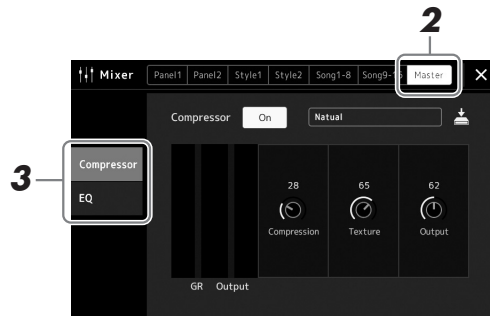 2
Mixer Panel1 Panel2 Style1 Style2 Song1-8 Song9-1 Master
Compressor On Natual
3
Compressor
EQ
28 65 62
Compression Texture Output
GR Output